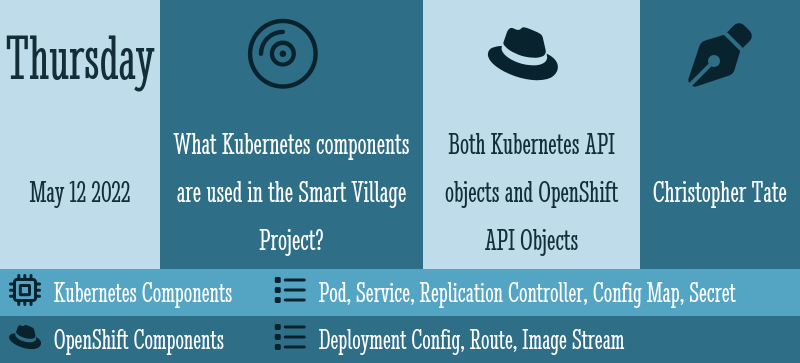 Thursday
May 12 2022
What Kubernetes components
are used in the Smart Village
Project?
Both Kubernetes API
objects and OpenShift
API Objects
Christopher Tate
Kubernetes Components
Pod, Service, Replication Controller, Config Map, Secret
OpenShift Components
Deployment Config, Route, Image Stream